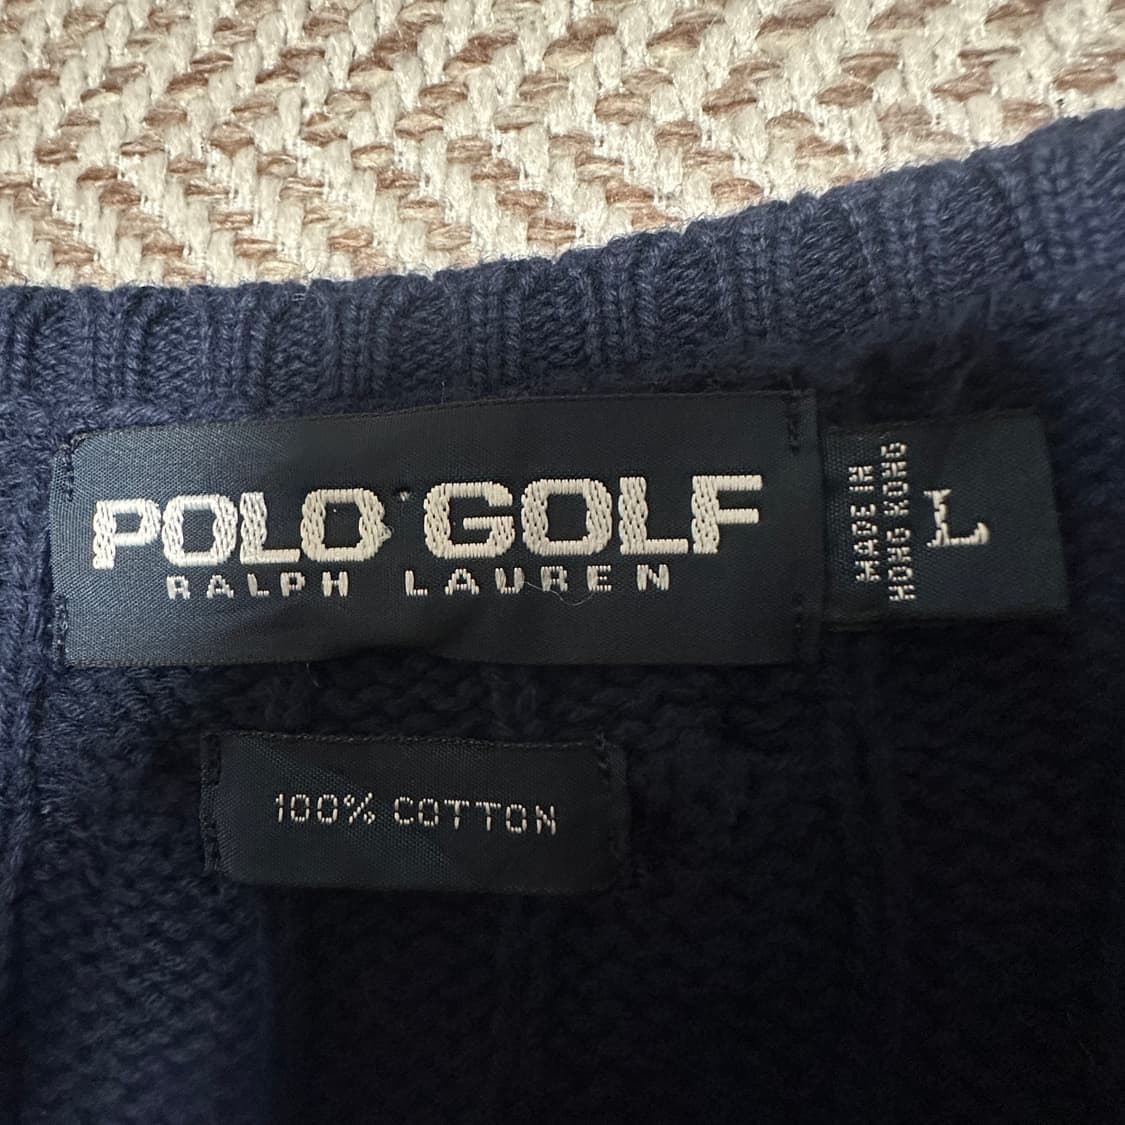 POLO GOLF
RALPH LAUREN
MADE IN
HONG KONG
L
100% COTTON